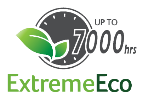 UP TO
7000hrs
ExtremeEco